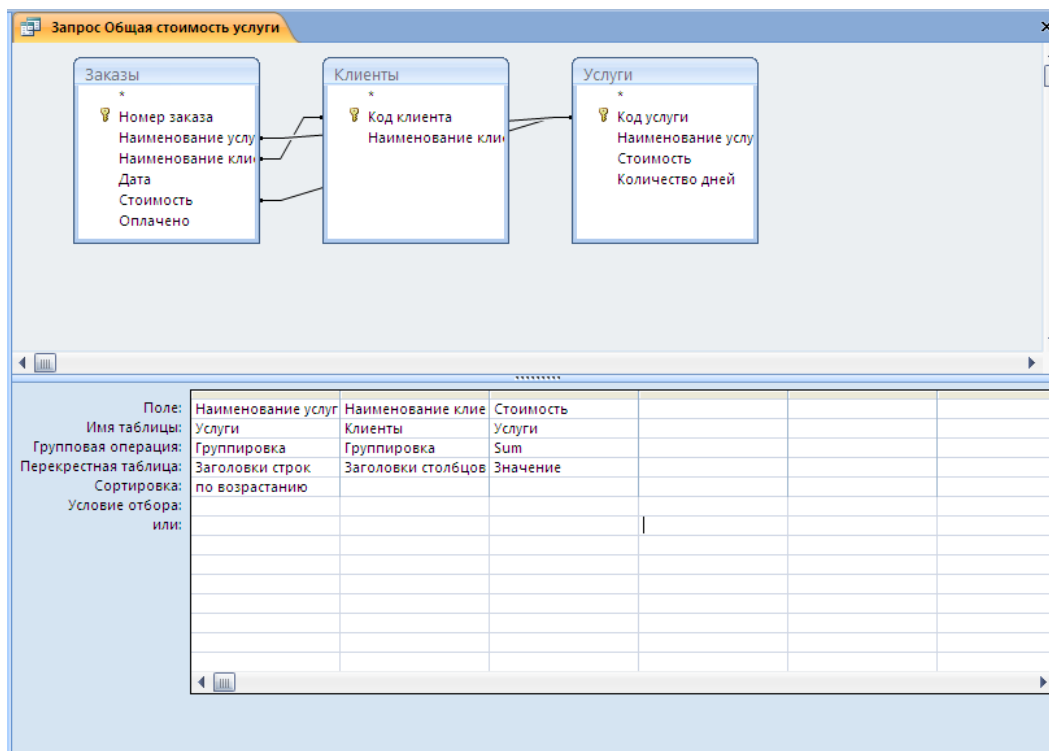 Запрос Общая стоимость услуги
Заказы
*
Номер заказа
Наименование услу
Наименование клие
Дата
Стоимость
Оплачено
Клиенты
*
Код клиента
Наименование клие
Услуги
*
Код услуги
Наименование услу
Стоимость
Количество дней
Поле: Наименование услуг Наименование клие Стоимость
Имя таблицы: Услуги Клиенты Услуги
Групповая операция: Группировка Группировка Sum
Перекрестная таблица: Заголовки строк Заголовки столбцов Значение
Сортировка: по возрастанию
Условие отбора:
или: